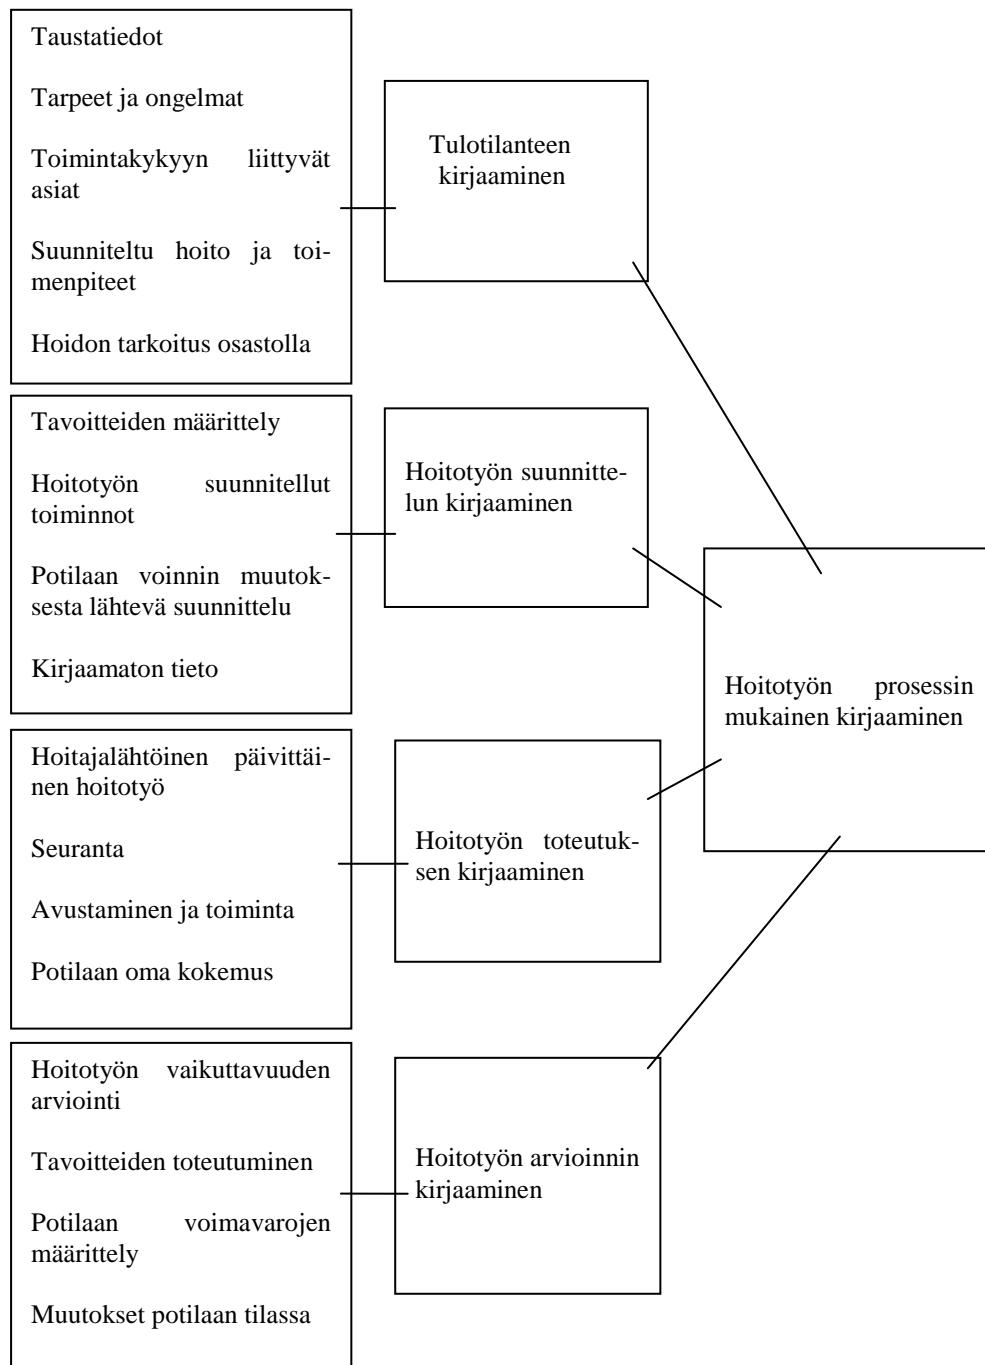 Taustatiedot
Tarpeet ja ongelmat
Toimintakykyyn liittyvät
asiat
Suunniteltu hoito ja toi-
menpiteet
Hoidon tarkoitus osastolla
Tulotilanteen
kirjaaminen
Tavoitteiden määrittely
Hoitotyön suunnitellut
toiminnot
Potilaan voinnin muutok-
sesta lähtevä suunnittelu
Kirjaamaton tieto
Hoitotyön suunnitte-
lun kirjaaminen
Hoitotyön prosessin
mukainen kirjaaminen
Hoitajalähtöinen päivittäi-
nen hoitotyö
Seuranta
Avustaminen ja toiminta
Potilaan oma kokemus
Hoitotyön toteutuk-
sen kirjaaminen
Hoitotyön vaikuttavuuden
arviointi
Tavoitteiden toteutuminen
Potilaan voimavarojen
määrittely
Muutokset potilaan tilassa
Hoitotyön arvioinnin
kirjaaminen